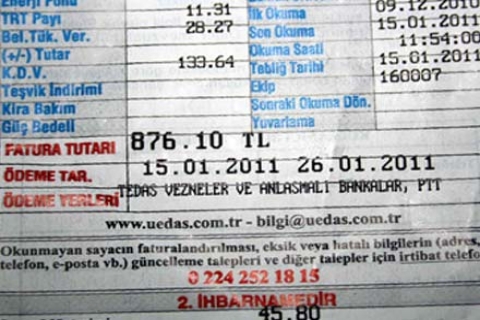 Enerji Fonu 09.12.2010
TRT Payı 11.31 İlk Okuma 15.01.2011
Bel.Tük. Ver. 28.27 Son Okuma 11:54:00
(+/-) Tutar Okuma Saati 15.01.2011
K.D.V. 133.64 Tebliğ Tarihi 160007
Teşvik İndirimi Ekip
Kira Bakım Sonraki Okuma Dön.
Güç Bedeli Yuvarlama
FATURA TUTARI 876.10 TL
ÖDEME TAR. 15.01.2011 26.01.2011
ÖDEME YERLERİ TEDAS VEZNELER VE ANLASMALI BANKALAR, PTT
www.uedas.com.tr - bilgi@uedas.com.tr
Okunmayan sayacın faturalandırılması, eksik veya hatalı bilgilerin (adres,
telefon, e-posta vb.) güncelleme talepleri ve diğer talepler için irtibat telefo
0 224 252 18 15
2. İHBARNAMEDİR
45.80